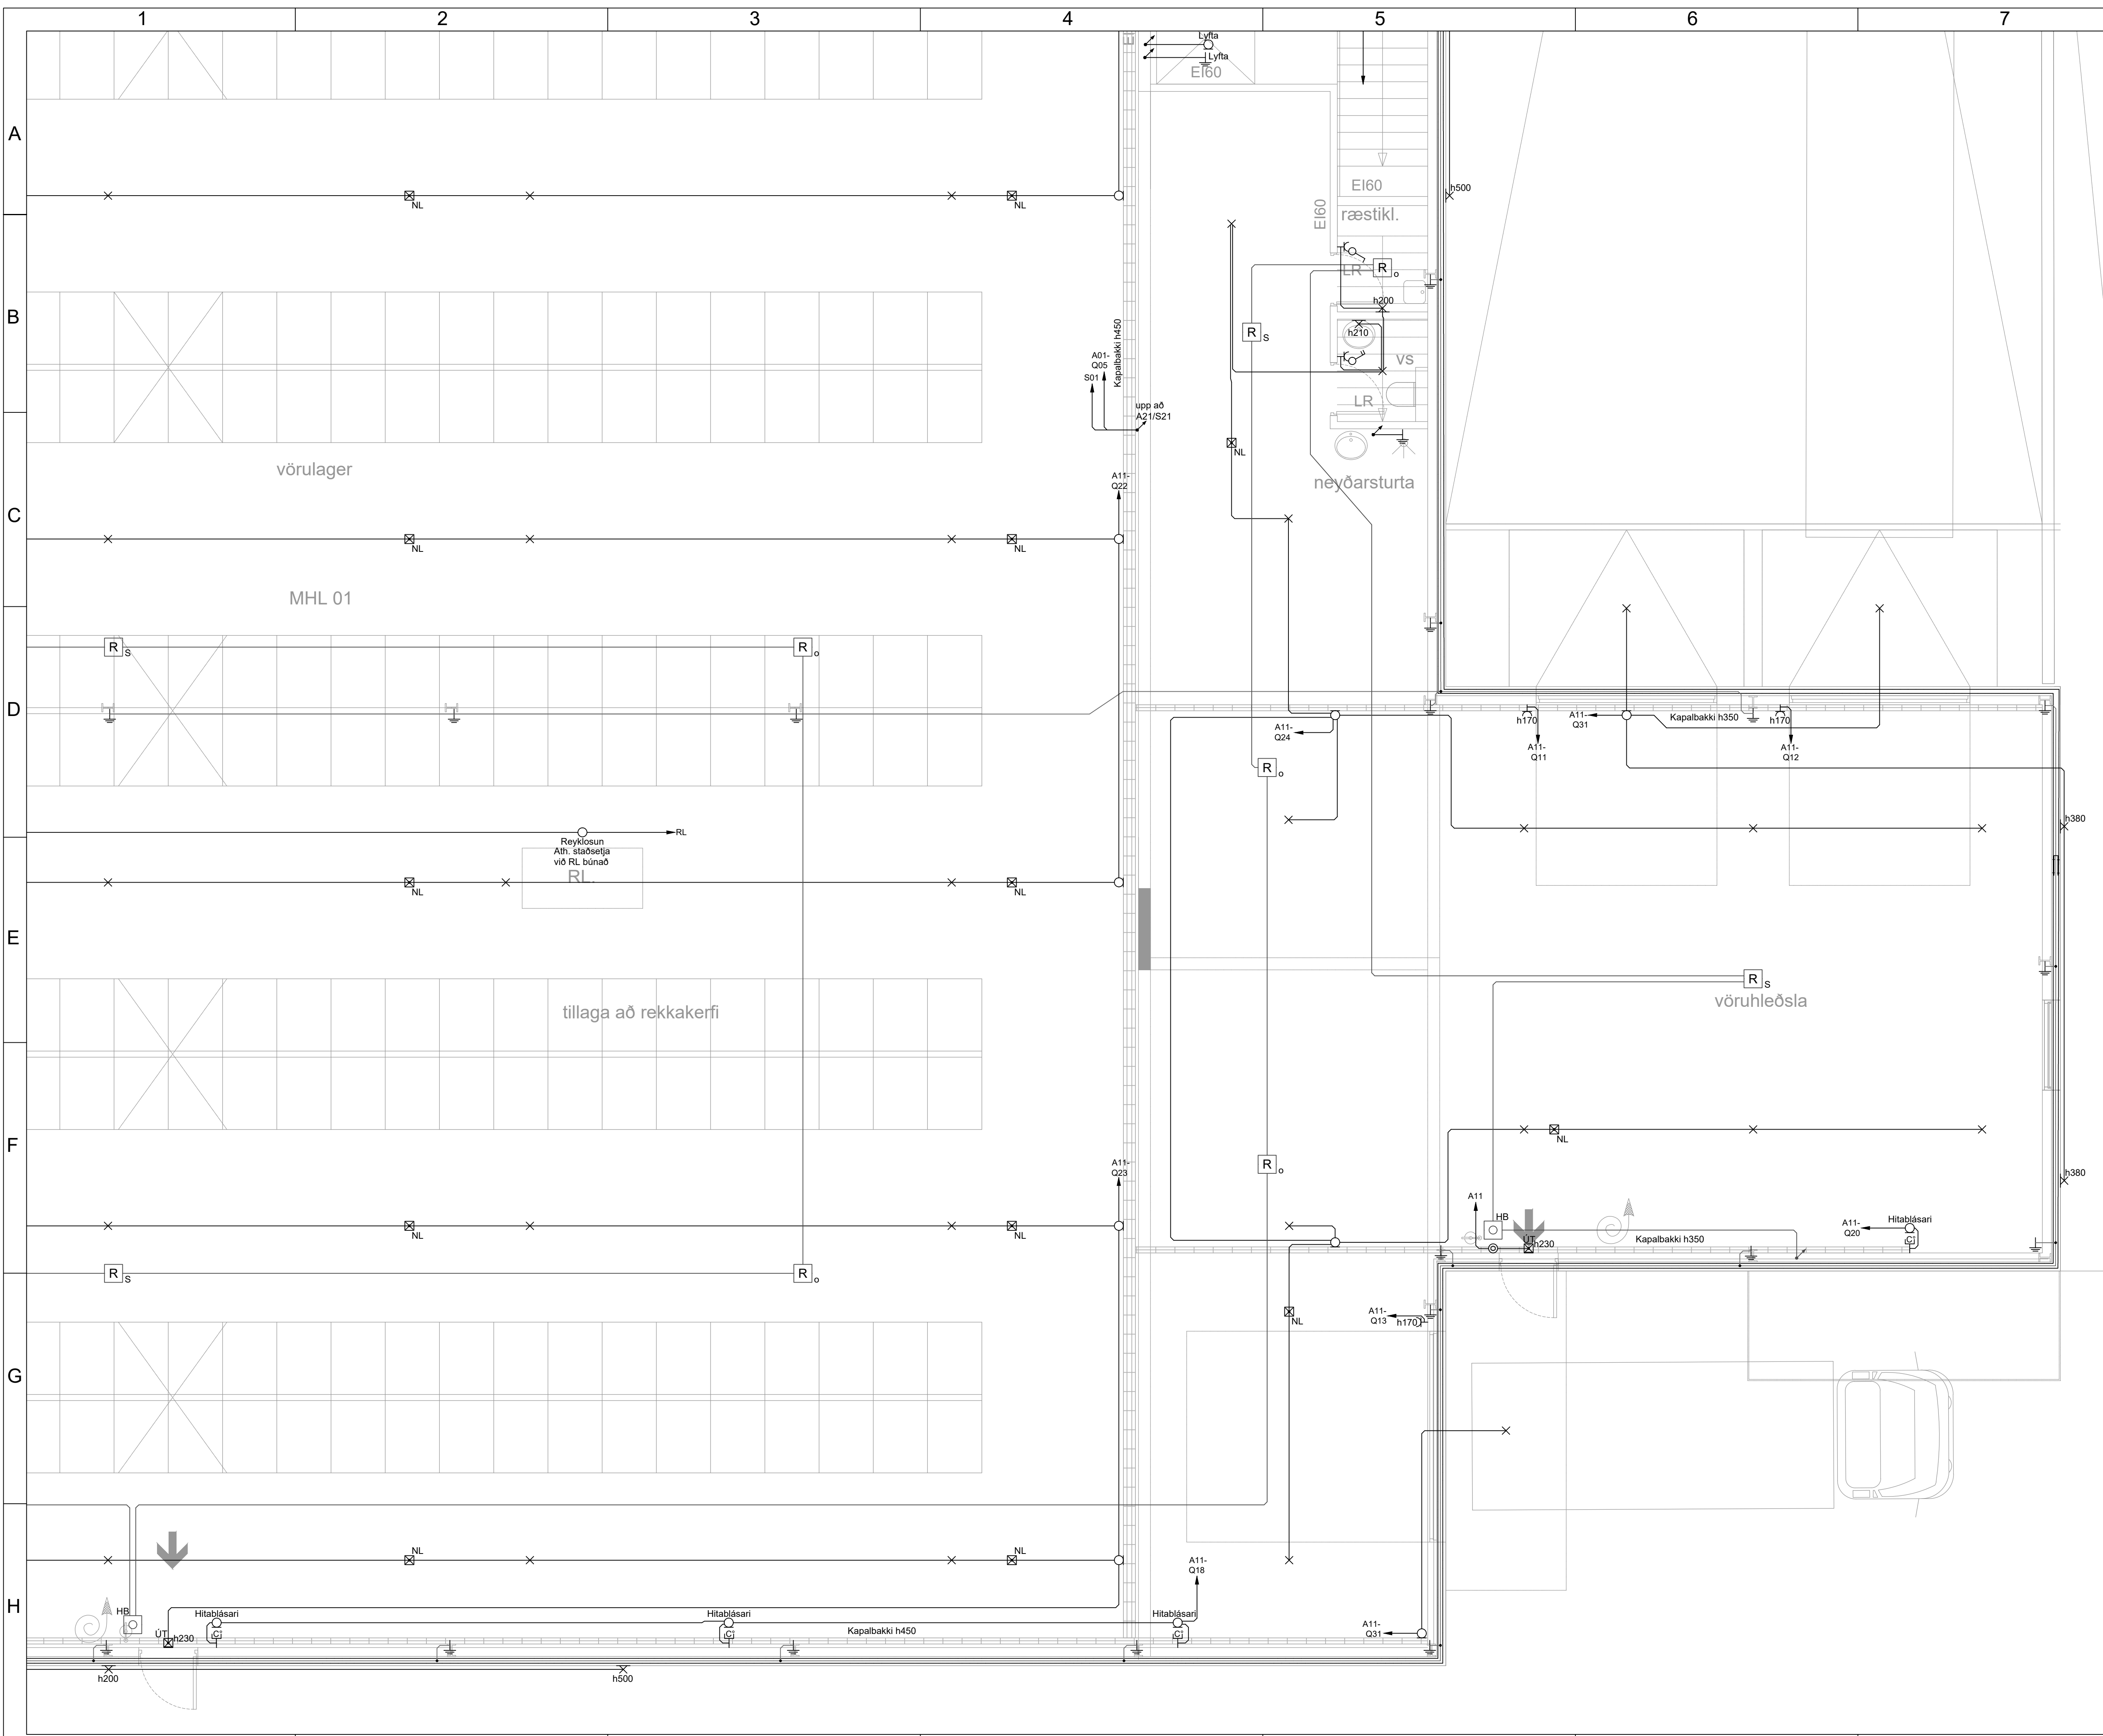 1 2 3 4 5 6 7
Lyfta
Lyfta
EI
EI60
A
EI60
h500
NL
NL
EI60
ræstikl.
LR
R o
h200
B
Kapalbakki h450
R S
h210
A01-
Q05
vs
S01
LR
upp að
A21/S21
NL
vörulager
A11-
Q22
neyðarsturta
C
NL
NL
MHL 01
R S
R o
D
h170
A11-
Q31
Kapalbakki h350
h170
A11-
Q24
A11-
Q11
A11-
Q12
R o
h380
RL
Reyklosun
Ath. staðsetja
við RL búnað
RL.
NL
NL
E
R S
vöruhleðsla
tillaga að rekkakerfi
F
NL
A11-
Q23
R o
h380
A11
HB
Hitablásari
A11-
Q20
NL
NL
ÚT
h230
Kapalbakki h350
R S
R o
A11-
Q13
h170
NL
G
NL
NL
A11-
Q18
H
HB
Hitablásari
Hitablásari
Hitablásari
ÚT
h230
Kapalbakki h450
A11-
Q31
h200
h500